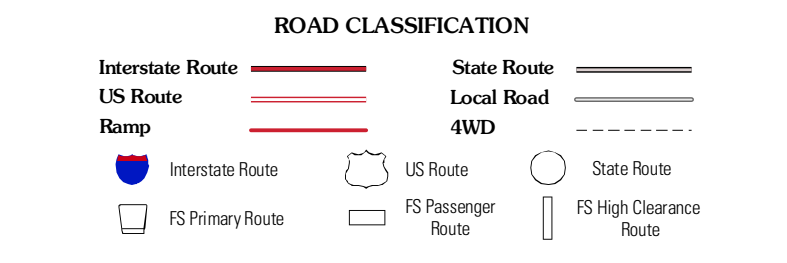 ROAD CLASSIFICATION
Interstate Route
State Route
US Route
Local Road
Ramp
4WD
Interstate Route
US Route
State Route
FS Primary Route
FS Passenger
Route
FS High Clearance
Route